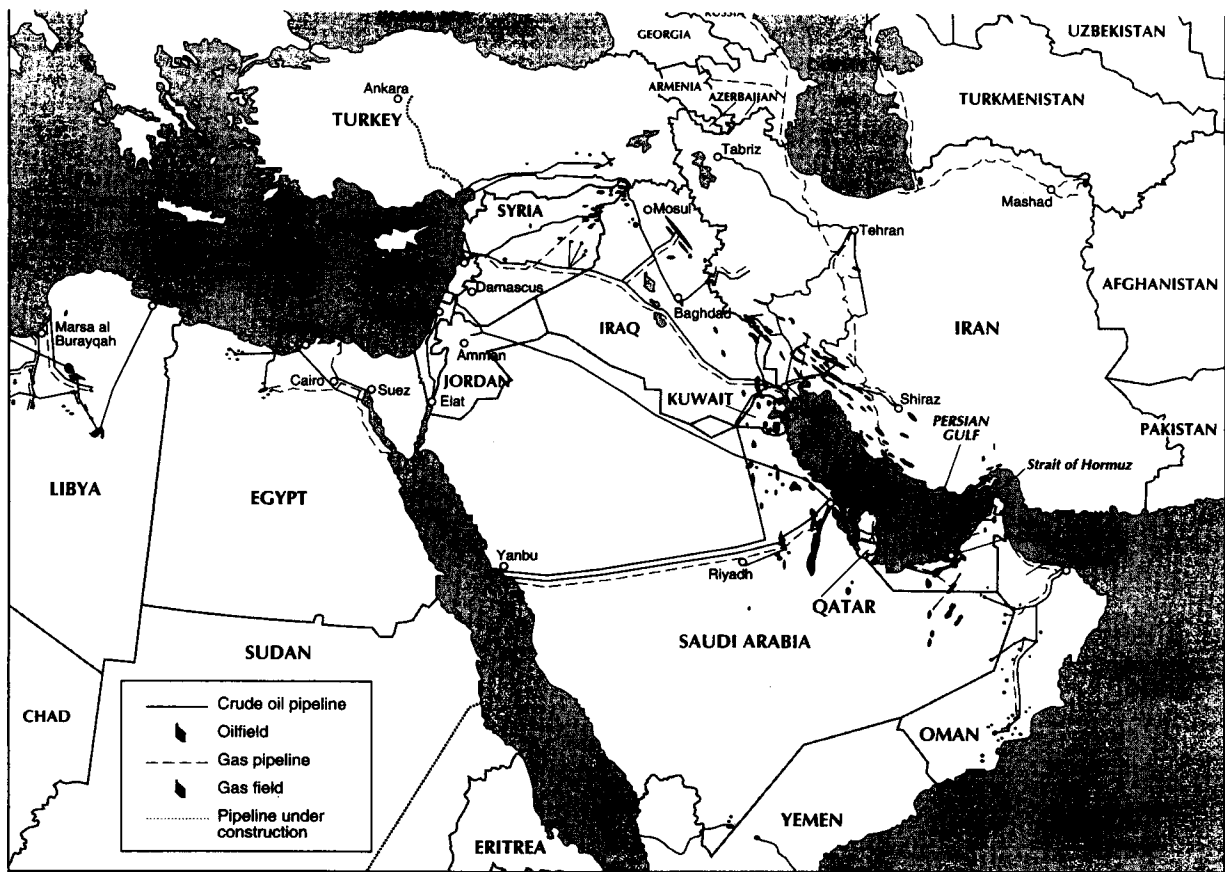 RUSSIA
GEORGIA
UZBEKISTAN
ARMENIA
AZERBAIJAN
TURKMENISTAN
Ankara
TURKEY
Tabriz
Mashad
SYRIA
Mosul
Tehran
Damascus
AFGHANISTAN
Marsa al
Burayqah
IRAQ
Baghdad
IRAN
Amman
Cairo
Suez
JORDAN
Elat
KUWAIT
Shiraz
PERSIAN
GULF
PAKISTAN
Strait of Hormuz
LIBYA
EGYPT
Yanbu
Riyadh
QATAR
SAUDI ARABIA
SUDAN
CHAD
OMAN
YEMEN
ERITREA
Crude oil pipeline
Oilfield
Gas pipeline
Gas field
Pipeline under
construction